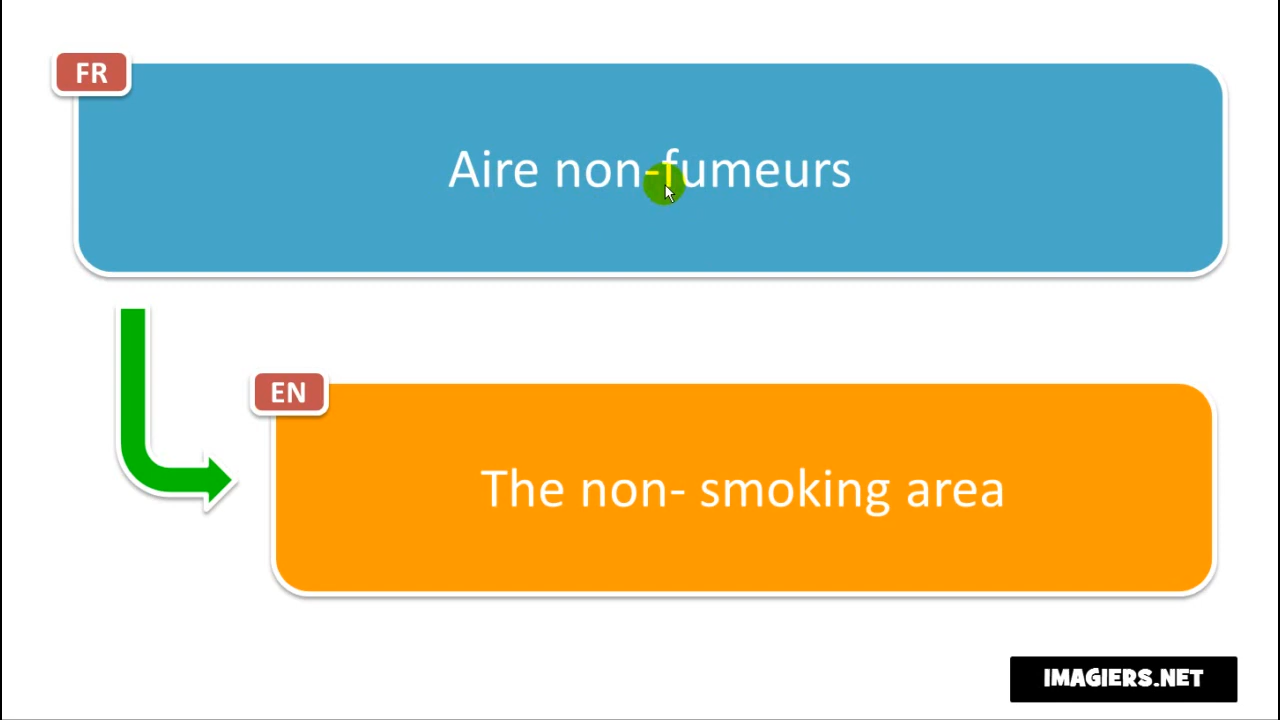 FR
Aire non-fumeurs
EN
The non- smoking area
IMAGIERS.NET